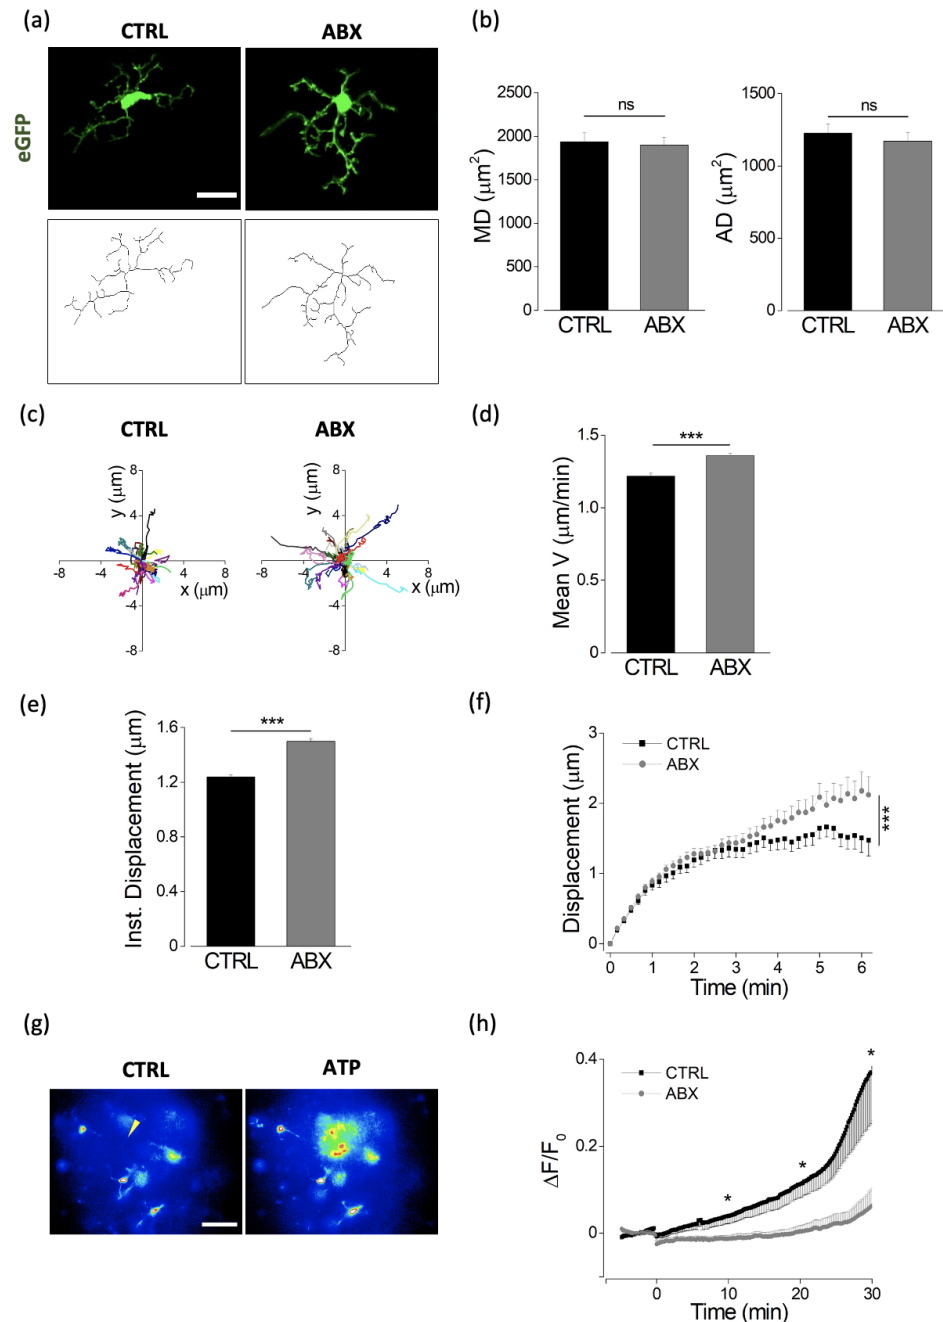 (a)
CTRL
ABX
eGFP
(b)
MD (μm²)
2500
2000
1500
1000
500
0
ns
CTRL
ABX
AD (μm²)
1500
1000
500
0
ns
CTRL
ABX
(c)
CTRL
y (μm)
8
4
-8
-4
4
8
x (μm)
-4
-8
ABX
y (μm)
8
4
-8
-4
4
8
x (μm)
-4
-8
(d)
Mean V (μm/min)
1.5
1.0
0.5
0
***
CTRL
ABX
(e)
Inst. Displacement (μm)
1.6
1.2
0.8
0.4
0
***
CTRL
ABX
(f)
Displacement (μm)
3
2
1
0
CTRL
ABX
***
0 1 2 3 4 5 6
Time (min)
(g)
CTRL
ATP
(h)
ΔF/F₀
0.4
0.2
0
CTRL
ABX
*
*
*
0 10 20 30
Time (min)